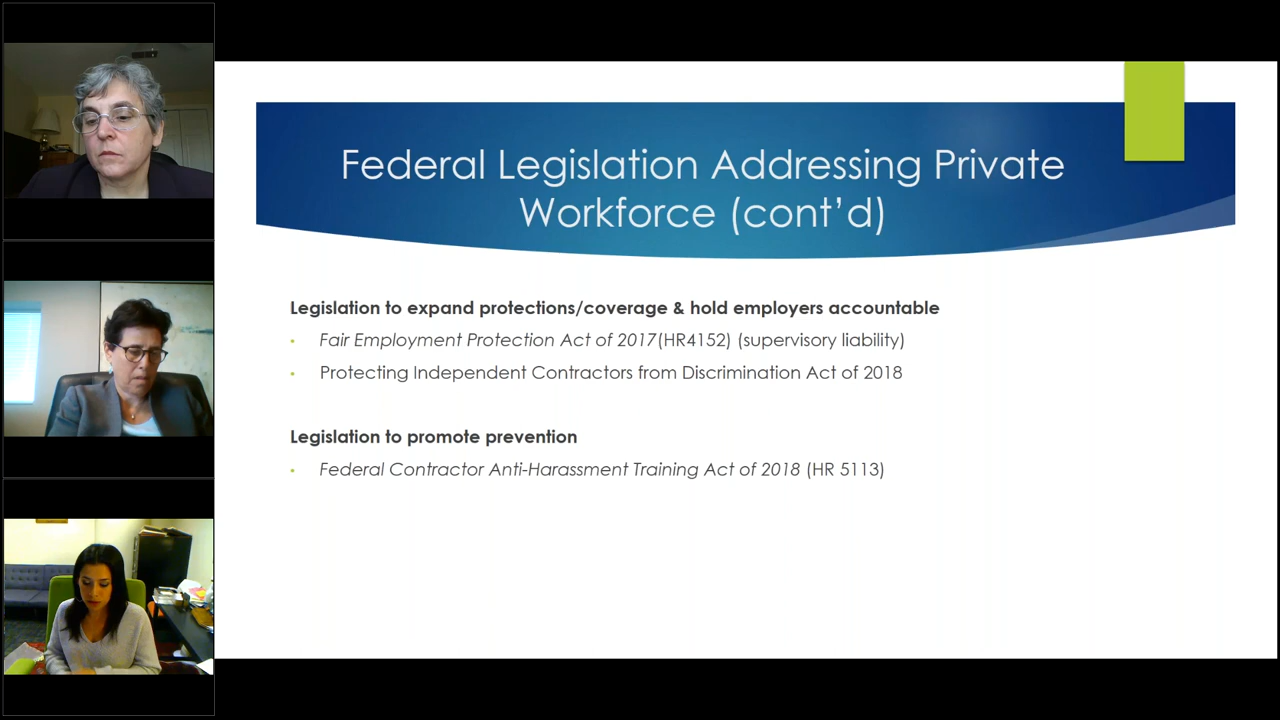 Federal Legislation Addressing Private
Workforce (cont’d)
Legislation to expand protections/coverage & hold employers accountable
• Fair Employment Protection Act of 2017(HR4152) (supervisory liability)
• Protecting Independent Contractors from Discrimination Act of 2018
Legislation to promote prevention
• Federal Contractor Anti-Harassment Training Act of 2018 (HR 5113)